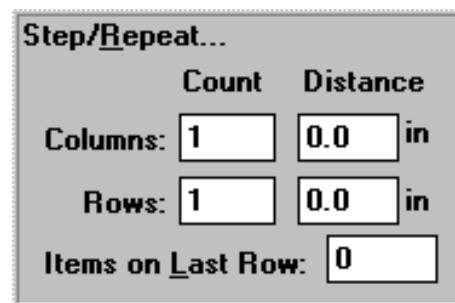 Step/Repeat...
Count Distance
Columns: 1 0.0 in
Rows: 1 0.0 in
Items on Last Row: 0